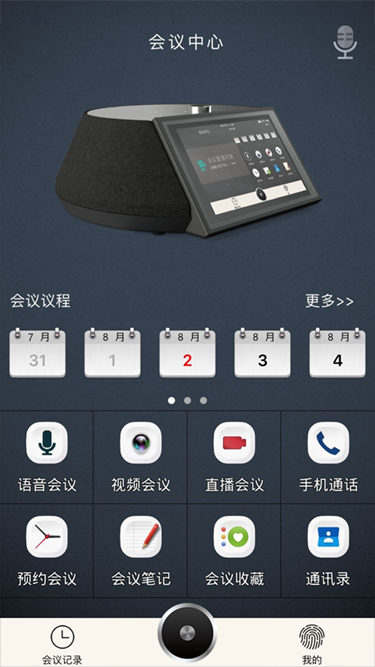 会议中心
会议议程 更多>>
7 月 8 月 8 月 8 月 8 月
31 1 2 3 4
语音会议 视频会议 直播会议 手机通话
预约会议 会议笔记 会议收藏 通讯录
会议记录 我的